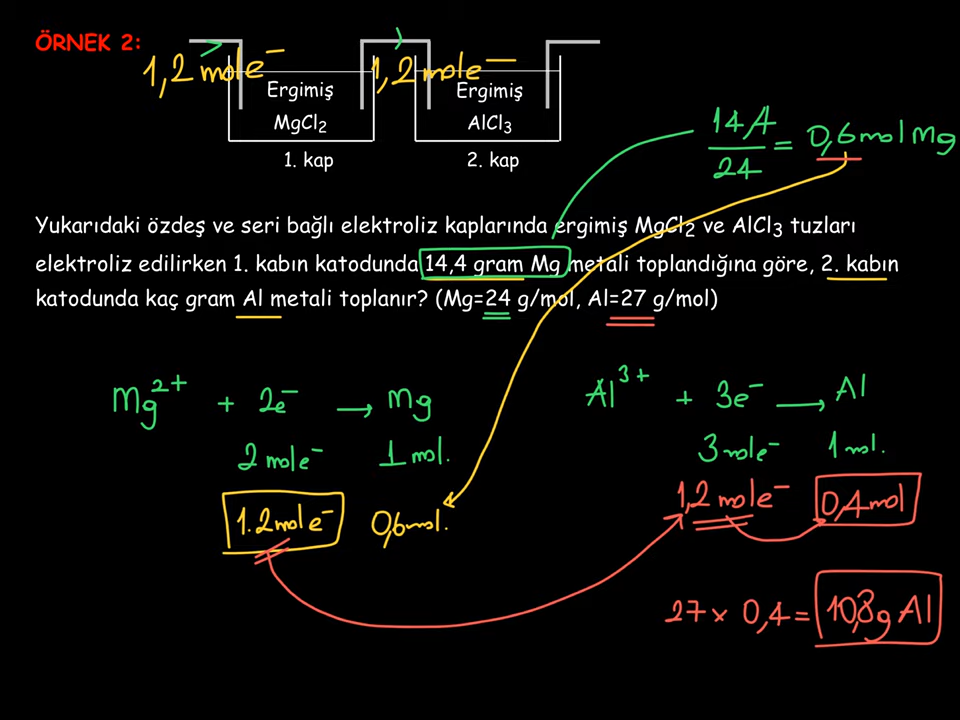 ÖRNEK 2:
1,2 mole⁻ 1,2 mole⁻
Ergimiş
MgCl₂
1. kap
Ergimiş
AlCl₃
2. kap
14,4
24
= 0,6 mol Mg
Yukarıdaki özdeş ve seri bağlı elektroliz kaplarında ergimiş MgCl₂ ve AlCl₃ tuzları
elektroliz edilirken 1. kabın katodunda 14,4 gram Mg metali toplandığına göre, 2. kabın
katodunda kaç gram Al metali toplanır? (Mg=24 g/mol, Al=27 g/mol)
Mg²⁺ + 2e⁻ → Mg
2 mole⁻ 1 mol.
1.2 mole⁻ 0,6 mol.
Al³⁺ + 3e⁻ → Al
3 mole⁻ 1 mol.
1,2 mole⁻ 0,4 mol
27 × 0,4 = 10,8 g Al